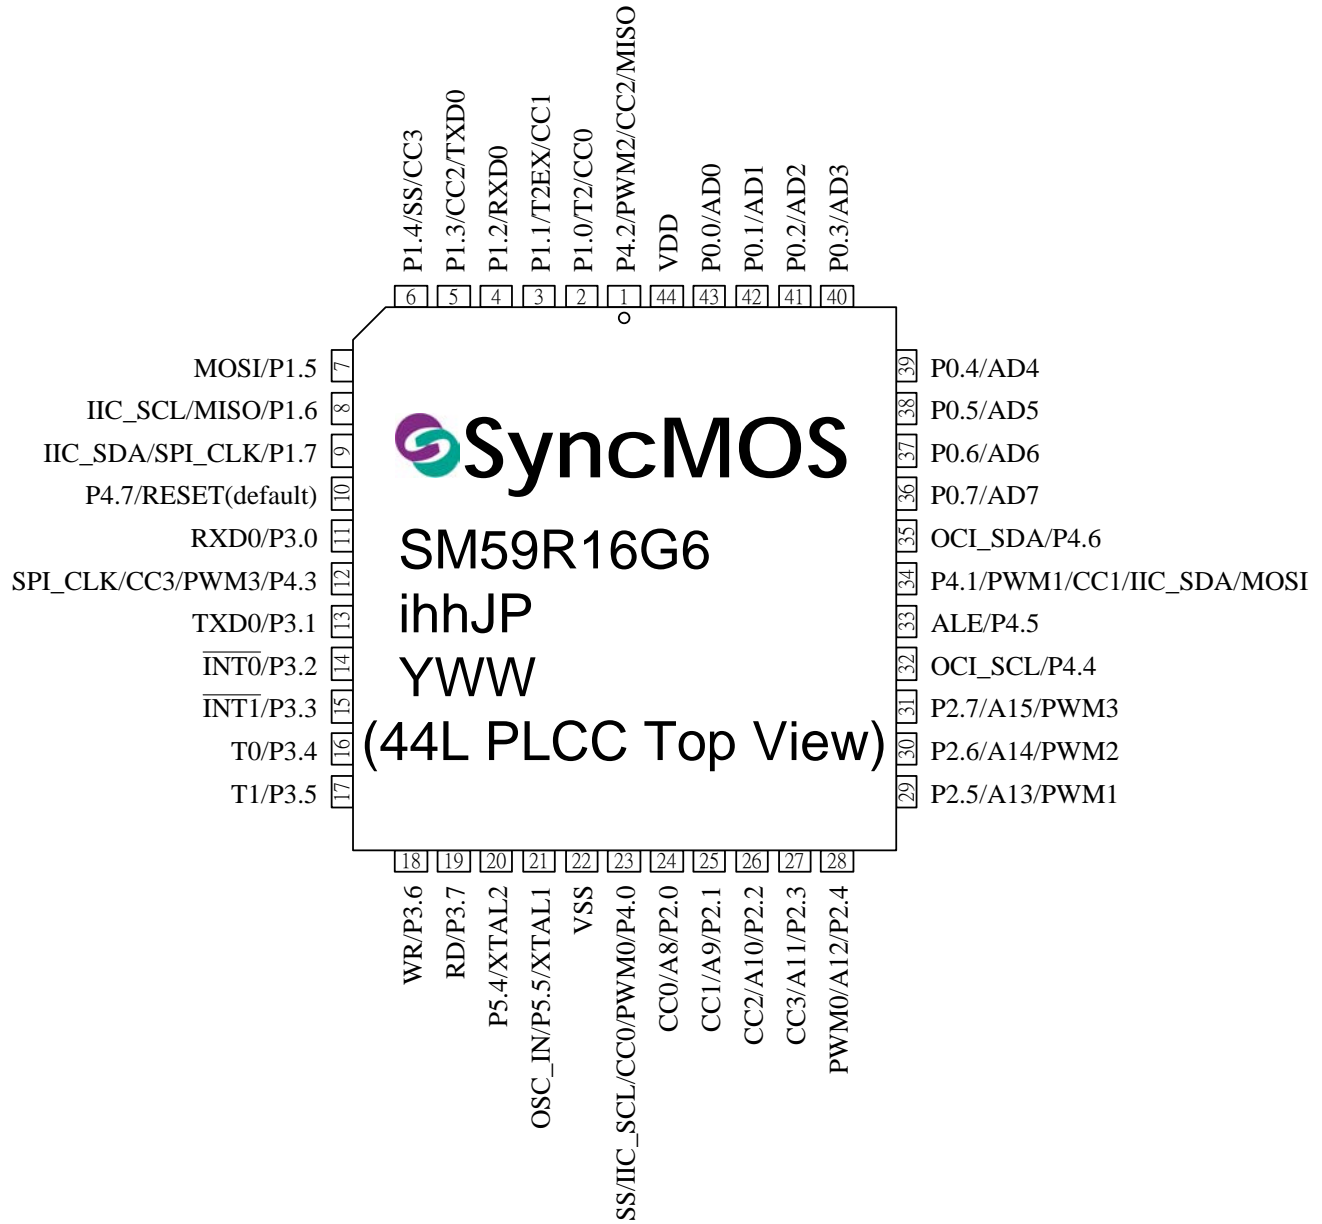 P1.4/SS/CC3
P1.3/CC2/TXD0
P1.2/RXD0
P1.1/T2EX/CC1
P1.0/T2/CC0
P4.2/PWM2/CC2/MISO
VDD
P0.0/AD0
P0.1/AD1
P0.2/AD2
P0.3/AD3
6 5 4 3 2 1 44 43 42 41 40
MOSI/P1.5 7
IIC_SCL/MISO/P1.6 8
IIC_SDA/SPI_CLK/P1.7 9
P4.7/RESET(default) 10
RXD0/P3.0 11
SPI_CLK/CC3/PWM3/P4.3 12
TXD0/P3.1 13
INT0/P3.2 14
INT1/P3.3 15
T0/P3.4 16
T1/P3.5 17
SyncMOS
SM59R16G6
ihhJP
YWW
(44L PLCC Top View)
39 P0.4/AD4
38 P0.5/AD5
37 P0.6/AD6
36 P0.7/AD7
35 OCI_SDA/P4.6
34 P4.1/PWM1/CC1/IIC_SDA/MOSI
33 ALE/P4.5
32 OCI_SCL/P4.4
31 P2.7/A15/PWM3
30 P2.6/A14/PWM2
29 P2.5/A13/PWM1
18 19 20 21 22 23 24 25 26 27 28
WR/P3.6
RD/P3.7
P5.4/XTAL2
OSC_IN/P5.5/XTAL1
VSS
SS/IIC_SCL/CC0/PWM0/P4.0
CC0/A8/P2.0
CC1/A9/P2.1
CC2/A10/P2.2
CC3/A11/P2.3
PWM0/A12/P2.4